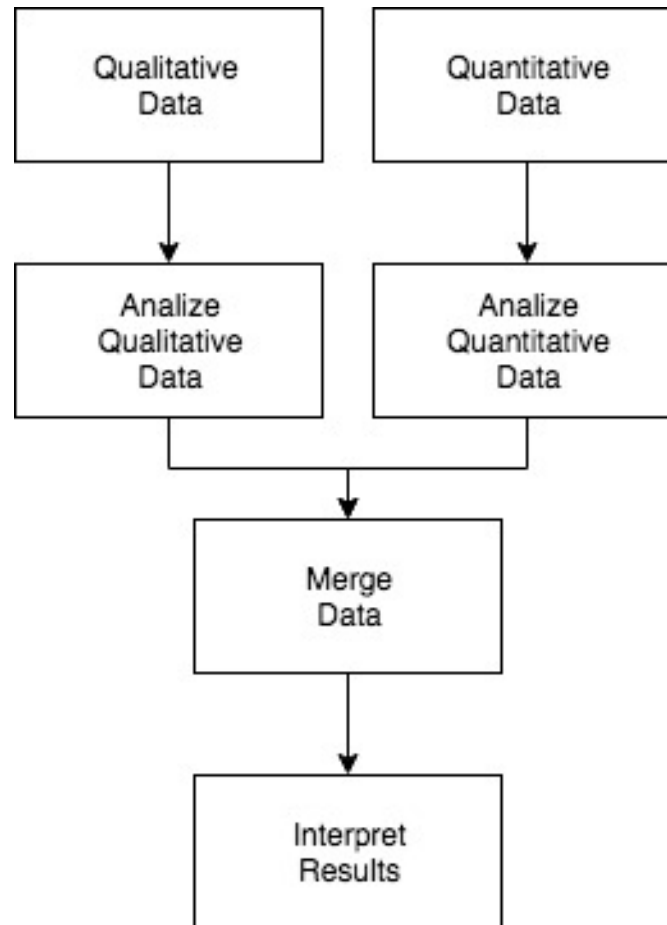 Qualitative
Data
Quantitative
Data
Analize
Qualitative
Data
Analize
Quantitative
Data
Merge
Data
Interpret
Results